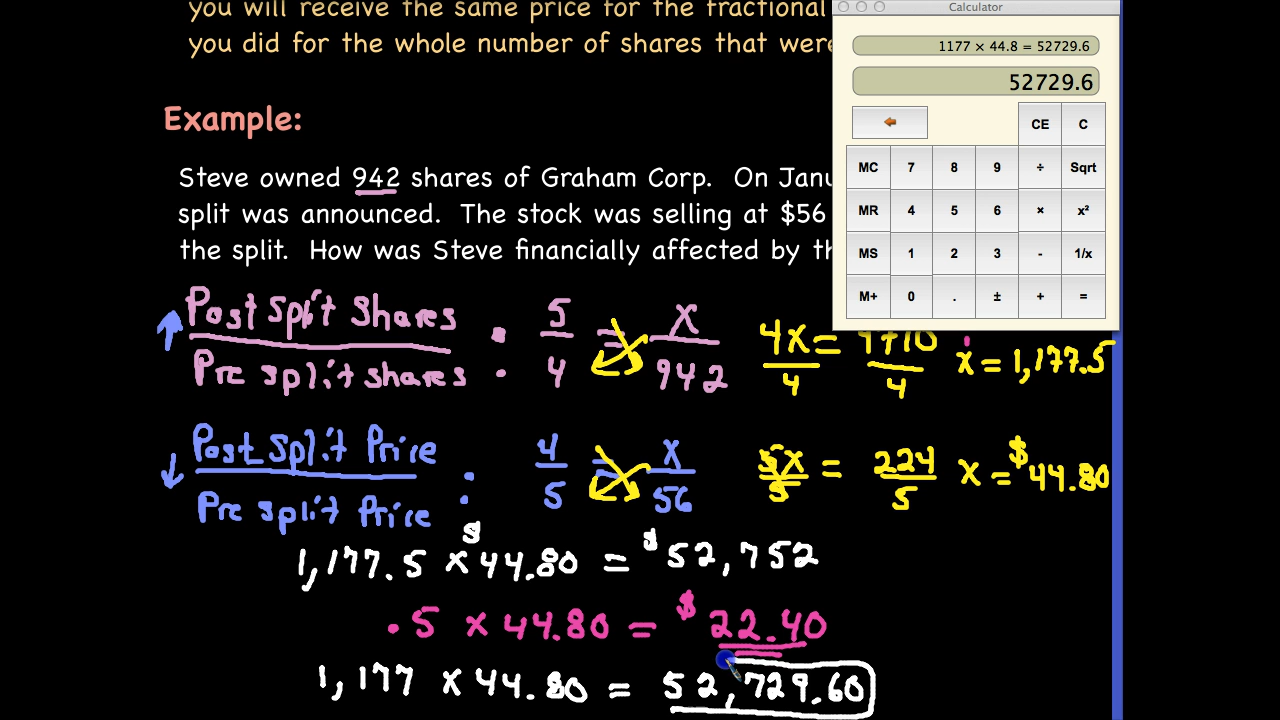 you will receive the same price for the fractional
you did for the whole number of shares that were
Calculator
1177 × 44.8 = 52729.6
52729.6
CE C
MC 7 8 9 ÷ Sqrt
MR 4 5 6 × x²
MS 1 2 3 - 1/x
M+ 0 . ± + =
Example:
Steve owned 942 shares of Graham Corp. On Janu
split was announced. The stock was selling at $56
the split. How was Steve financially affected by th
Post Split Shares : 5/4 = x/942 4x/4 = 4710/4 x = 1,177.5
Pre split shares
Post Split Price : 4/5 = x/56 5x/5 = 224/5 x = $44.80
Pre split Price
1,177.5 × $44.80 = $52,752
.5 × 44.80 = $22.40
1,177 × 44.80 = 52,729.60